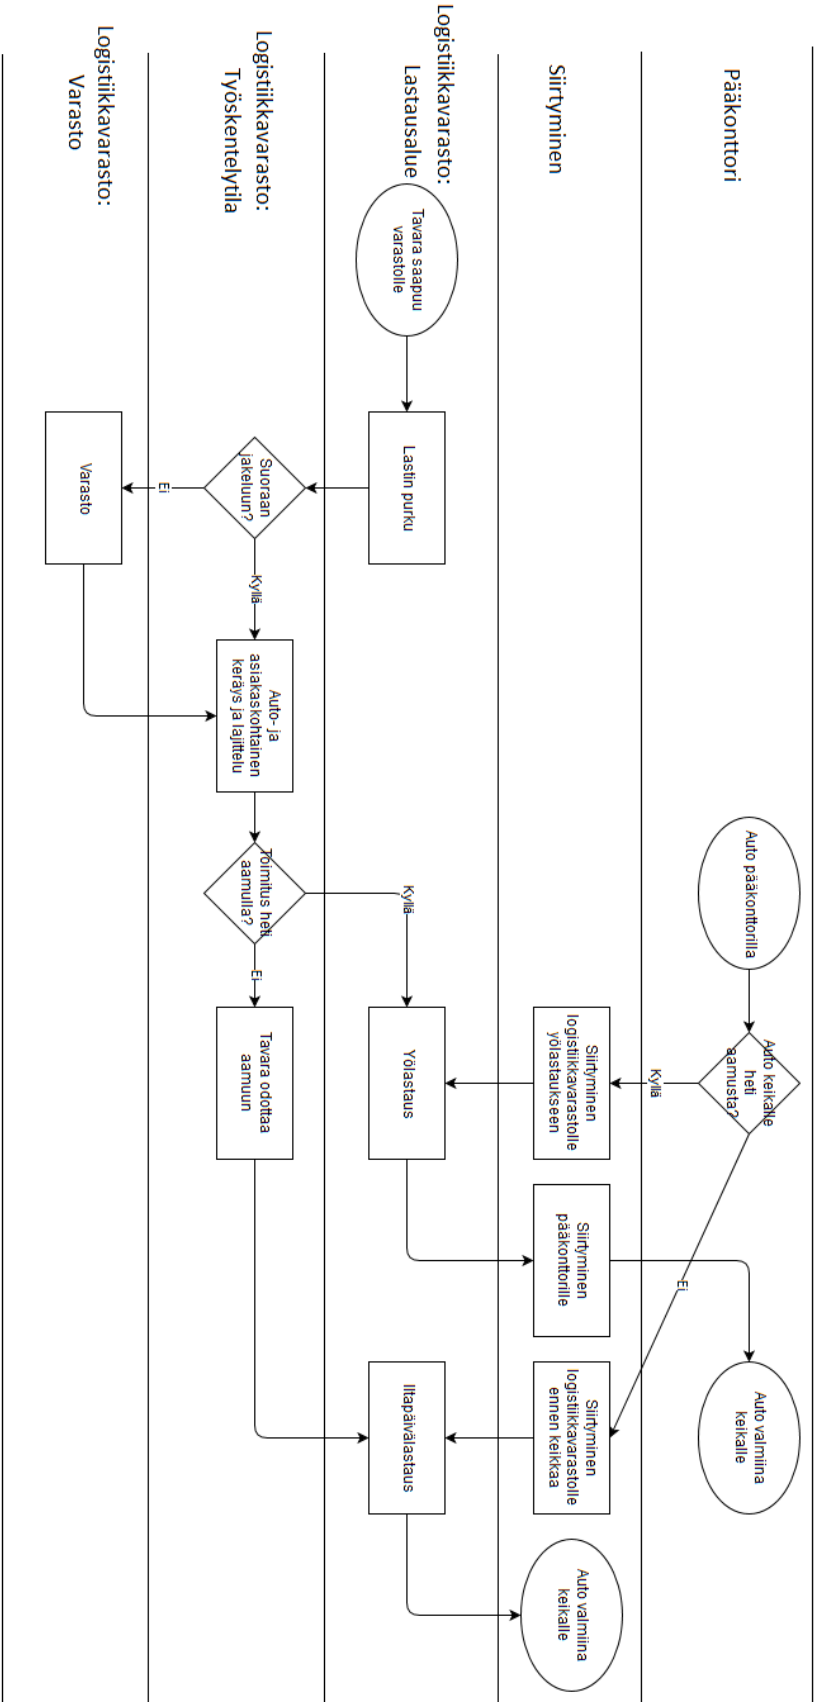 Pääkonttori
Siirtyminen
Logistiikkavarasto:
Lastausalue
Logistiikkavarasto:
Työskentelytila
Logistiikkavarasto:
Varasto
Auto pääkonttorilla
Auto keikalle
heti
aamusta?
Kyllä
Ei
Auto valmiina
keikalle
Siirtyminen
logistiikkavarastolle
yölastaukseen
Siirtyminen
pääkonttorille
Siirtyminen
logistiikkavarastolle
ennen keikkaa
Auto valmiina
keikalle
Tavara saapuu
varastolle
Lastin purku
Kyllä
Yölastaus
Iltapäivälastaus
Suoraan
jakeluun?
Kyllä
Ei
Auto- ja
asiakaskohtainen
keräys ja lajittelu
Toimitus heti
aamulla?
Ei
Tavara odottaa
aamuun
Varasto